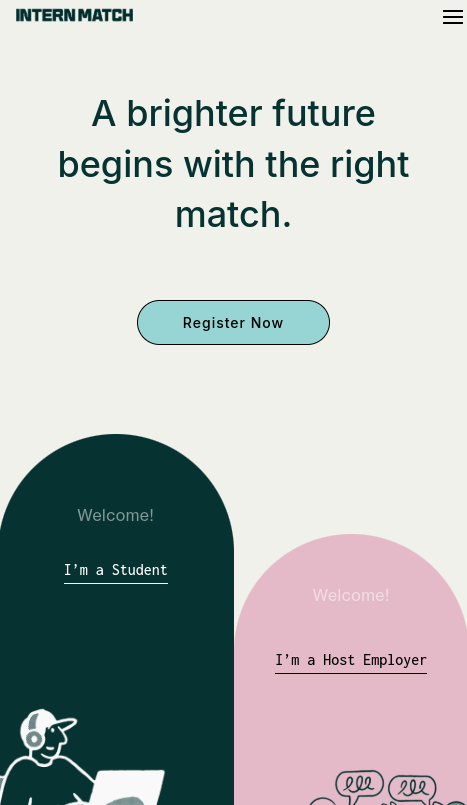 INTERN MATCH
A brighter future
begins with the right
match.
Register Now
Welcome!
I’m a Student
Welcome!
I’m a Host Employer